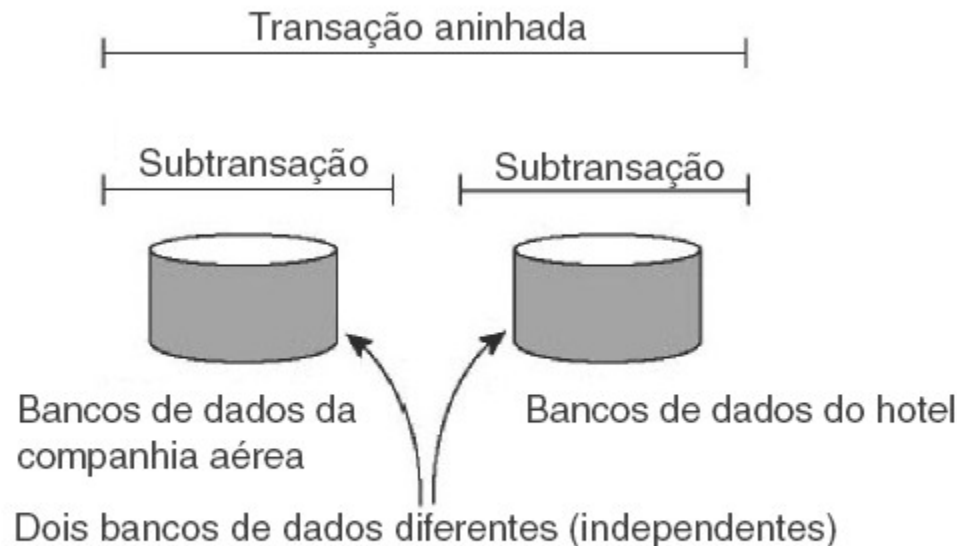 Transação aninhada
Subtransação
Subtransação
Bancos de dados da
companhia aérea
Bancos de dados do hotel
Dois bancos de dados diferentes (independentes)